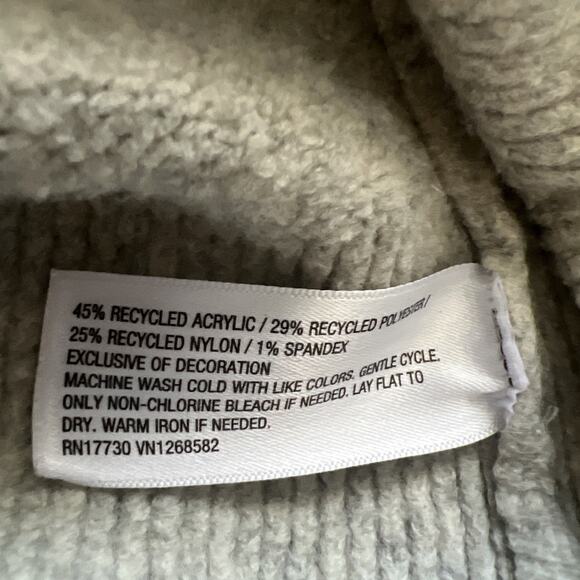 45% RECYCLED ACRYLIC / 29% RECYCLED POLYESTER /
25% RECYCLED NYLON / 1% SPANDEX
EXCLUSIVE OF DECORATION
MACHINE WASH COLD WITH LIKE COLORS. GENTLE CYCLE.
ONLY NON-CHLORINE BLEACH IF NEEDED. LAY FLAT TO
DRY. WARM IRON IF NEEDED.
RN17730 VN1268582